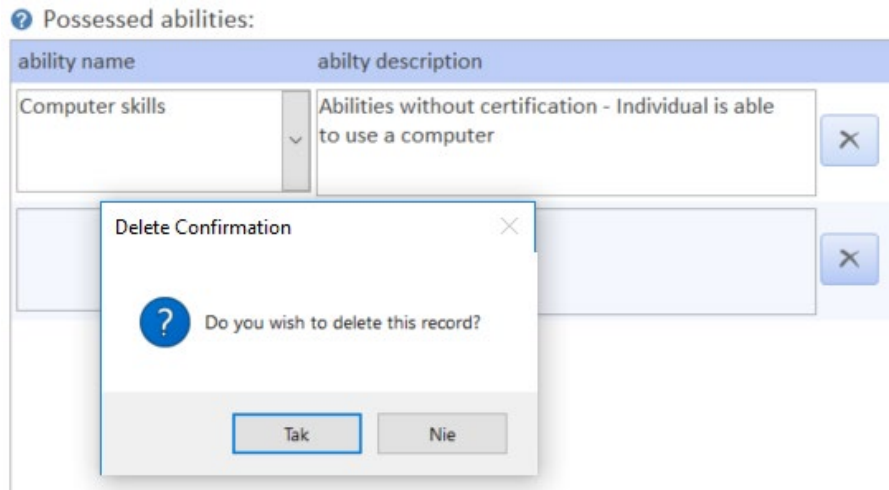 Possessed abilities:
ability name
abilty description
Computer skills
Abilities without certification - Individual is able
to use a computer
Delete Confirmation
Do you wish to delete this record?
Tak
Nie